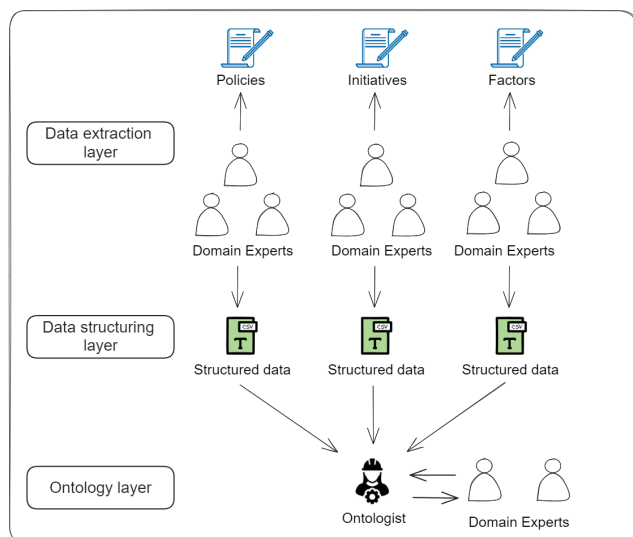 Policies
Initiatives
Factors
Data extraction
layer
Domain Experts
Domain Experts
Domain Experts
Data structuring
layer
CSV
T
CSV
T
CSV
T
Structured data
Structured data
Structured data
Ontology layer
Ontologist
Domain Experts